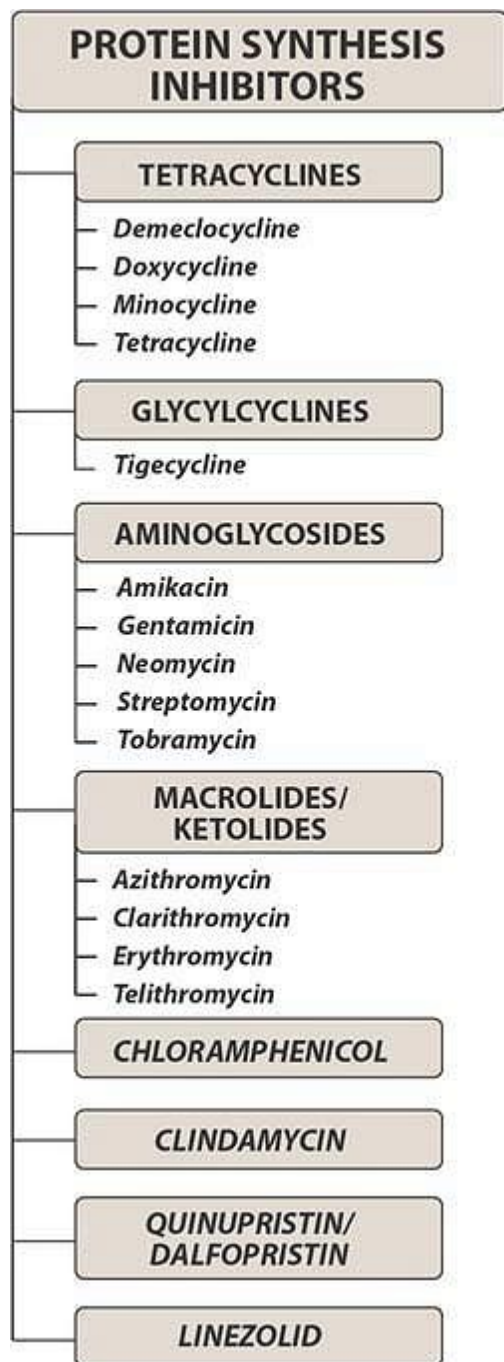 PROTEIN SYNTHESIS
INHIBITORS
TETRACYCLINES
Demeclocycline
Doxycycline
Minocycline
Tetracycline
GLYCYLCYCLINES
Tigecycline
AMINOGLYCOSIDES
Amikacin
Gentamicin
Neomycin
Streptomycin
Tobramycin
MACROLIDES/
KETOLIDES
Azithromycin
Clarithromycin
Erythromycin
Telithromycin
CHLORAMPHENICOL
CLINDAMYCIN
QUINUPRISTIN/
DALFOPRISTIN
LINEZOLID